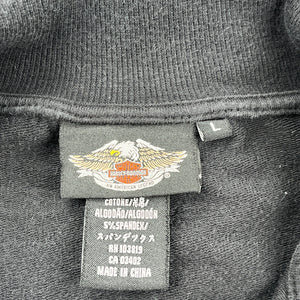 HARLEY-DAVIDSON
AN AMERICAN LEGEND
L
COTONE/棉/
ALGODÃO/ALGODÓN
5%SPANDEX/
スパンデックス
RN 103819
CA 03402
MADE IN CHINA